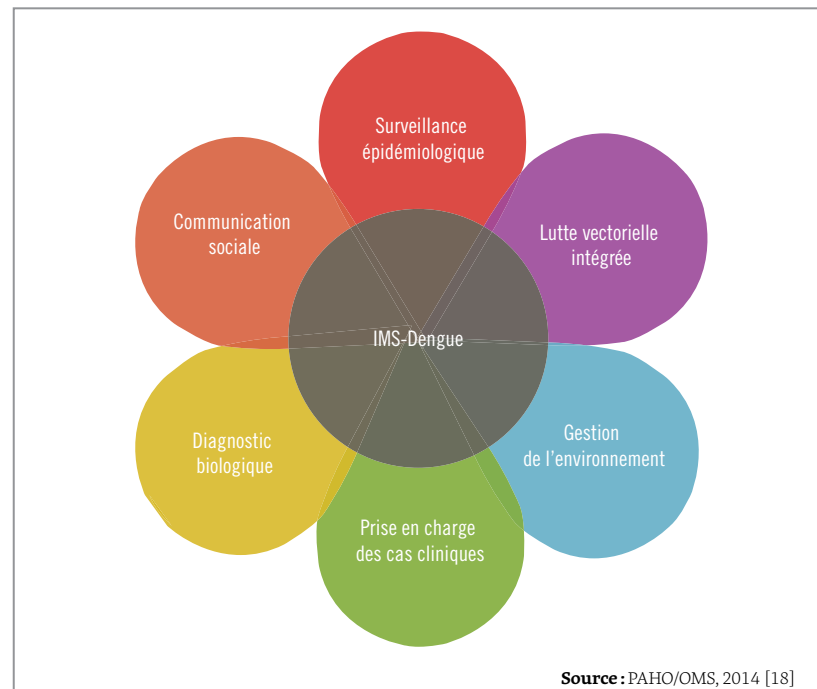 Surveillance
épidémiologique
Communication
sociale
Lutte vectorielle
intégrée
IMS-Dengue
Diagnostic
biologique
Gestion
de l'environnement
Prise en charge
des cas cliniques
Source : PAHO/OMS, 2014 [18]